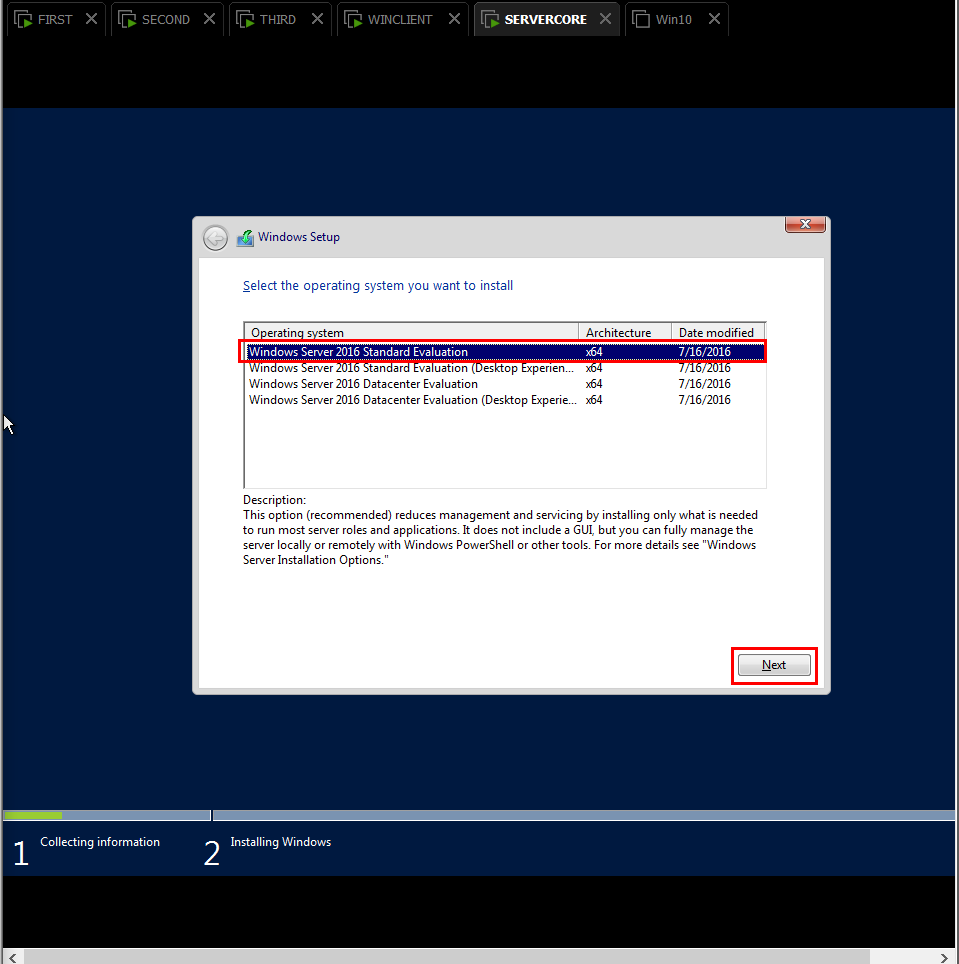 FIRST SECOND THIRD WINCLIENT SERVERCORE Win10
Windows Setup
Select the operating system you want to install
Operating system Architecture Date modified
Windows Server 2016 Standard Evaluation x64 7/16/2016
Windows Server 2016 Standard Evaluation (Desktop Experien... x64 7/16/2016
Windows Server 2016 Datacenter Evaluation x64 7/16/2016
Windows Server 2016 Datacenter Evaluation (Desktop Experie... x64 7/16/2016
Description:
This option (recommended) reduces management and servicing by installing only what is needed
to run most server roles and applications. It does not include a GUI, but you can fully manage the
server locally or remotely with Windows PowerShell or other tools. For more details see "Windows
Server Installation Options."
Next
1 Collecting information 2 Installing Windows